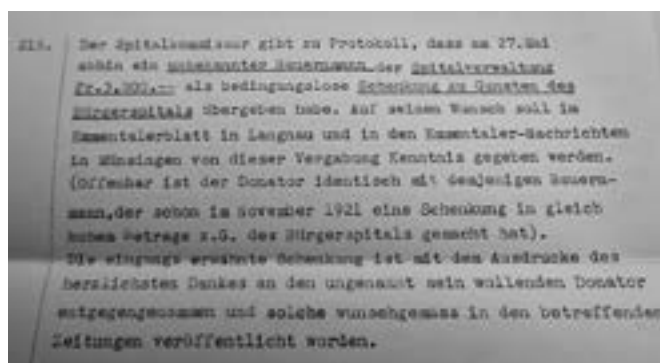 218. Der Spitalkommissar gibt zu Protokoll, dass am 27.Mai
abhin ein unbekannter Bauernmann der Spitalverwaltung
Fr.3,000.-- als bedingungslose Schenkung zu Gunsten des
Bürgerspitals übergeben habe. Auf seinen Wunsch soll im
Emmentalerblatt in Langnau und in den Emmentaler-Nachrichten
in Münsingen von dieser Vergabung Kenntnis gegeben werden.
(Offenbar ist der Donator identisch mit demjenigen Bauern-
mann, der schon im November 1921 eine Schenkung in gleich
hohem Betrage z.G. des Bürgerspitals gemacht hat).
Die eingangs erwähnte Schenkung ist mit dem Ausdrucke des
herzlichsten Dankes an den ungenannt sein wollenden Donator
entgegengenommen und solche wunschgemäss in den betreffenden
Zeitungen veröffentlicht worden.